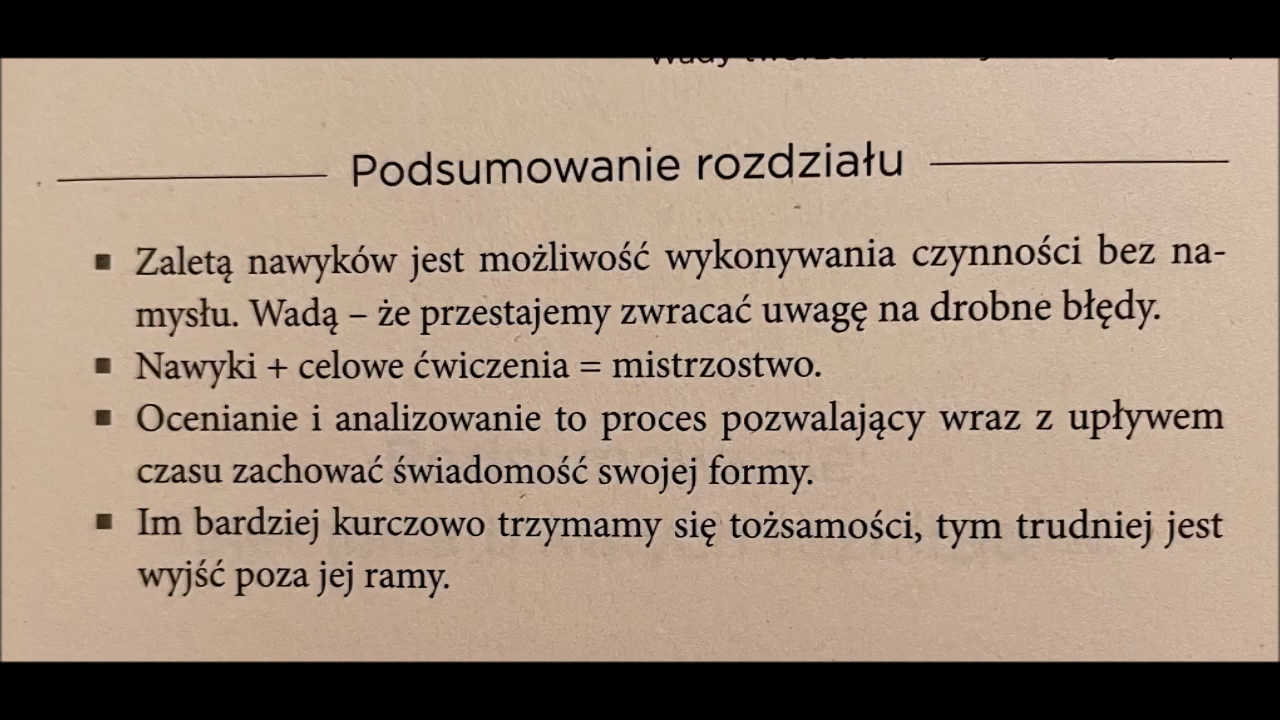 Podsumowanie rozdziału
▪ Zaletą nawyków jest możliwość wykonywania czynności bez na-
mysłu. Wadą – że przestajemy zwracać uwagę na drobne błędy.
▪ Nawyki + celowe ćwiczenia = mistrzostwo.
▪ Ocenianie i analizowanie to proces pozwalający wraz z upływem
czasu zachować świadomość swojej formy.
▪ Im bardziej kurczowo trzymamy się tożsamości, tym trudniej jest
wyjść poza jej ramy.